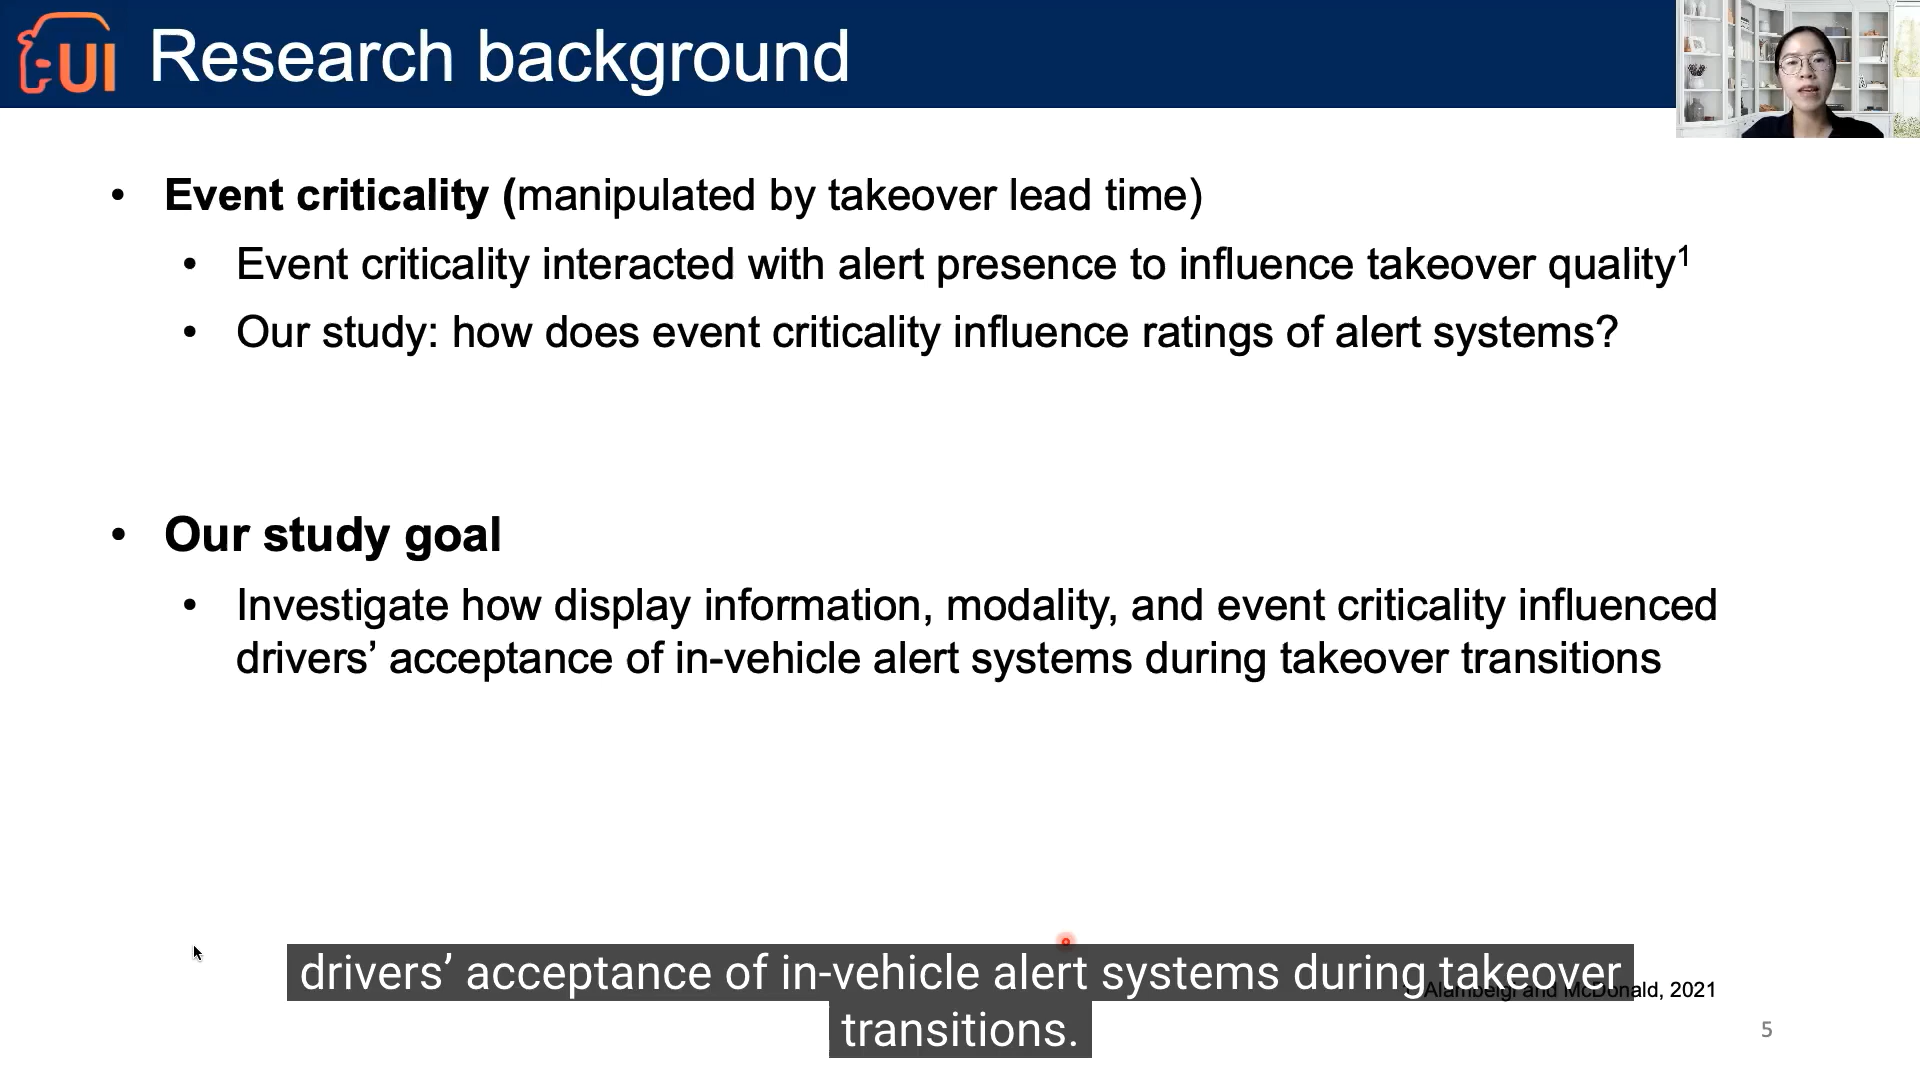 UI Research background
• Event criticality (manipulated by takeover lead time)
• Event criticality interacted with alert presence to influence takeover quality¹
• Our study: how does event criticality influence ratings of alert systems?
• Our study goal
• Investigate how display information, modality, and event criticality influenced
drivers’ acceptance of in-vehicle alert systems during takeover transitions
drivers’ acceptance of in-vehicle alert systems during takeover
transitions.
Alambeigi and McDonald, 2021
5